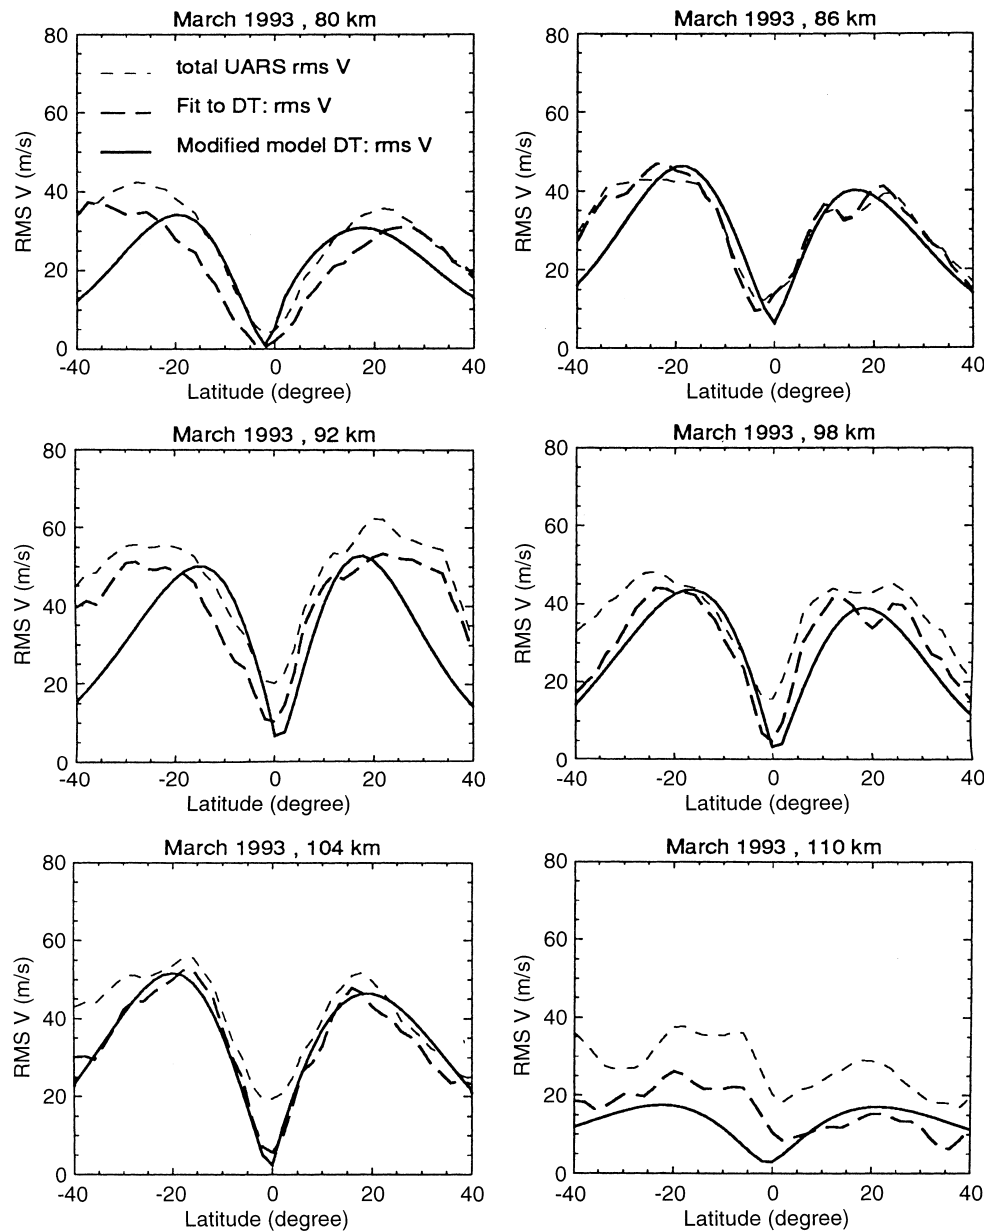 March 1993 , 80 km
80
60
40
20
0
RMS V (m/s)
total UARS rms V
Fit to DT: rms V
Modified model DT: rms V
-40 -20 0 20 40
Latitude (degree)
March 1993 , 86 km
80
60
40
20
0
RMS V (m/s)
-40 -20 0 20 40
Latitude (degree)
March 1993 , 92 km
80
60
40
20
0
RMS V (m/s)
-40 -20 0 20 40
Latitude (degree)
March 1993 , 98 km
80
60
40
20
0
RMS V (m/s)
-40 -20 0 20 40
Latitude (degree)
March 1993 , 104 km
80
60
40
20
0
RMS V (m/s)
-40 -20 0 20 40
Latitude (degree)
March 1993 , 110 km
80
60
40
20
0
RMS V (m/s)
-40 -20 0 20 40
Latitude (degree)